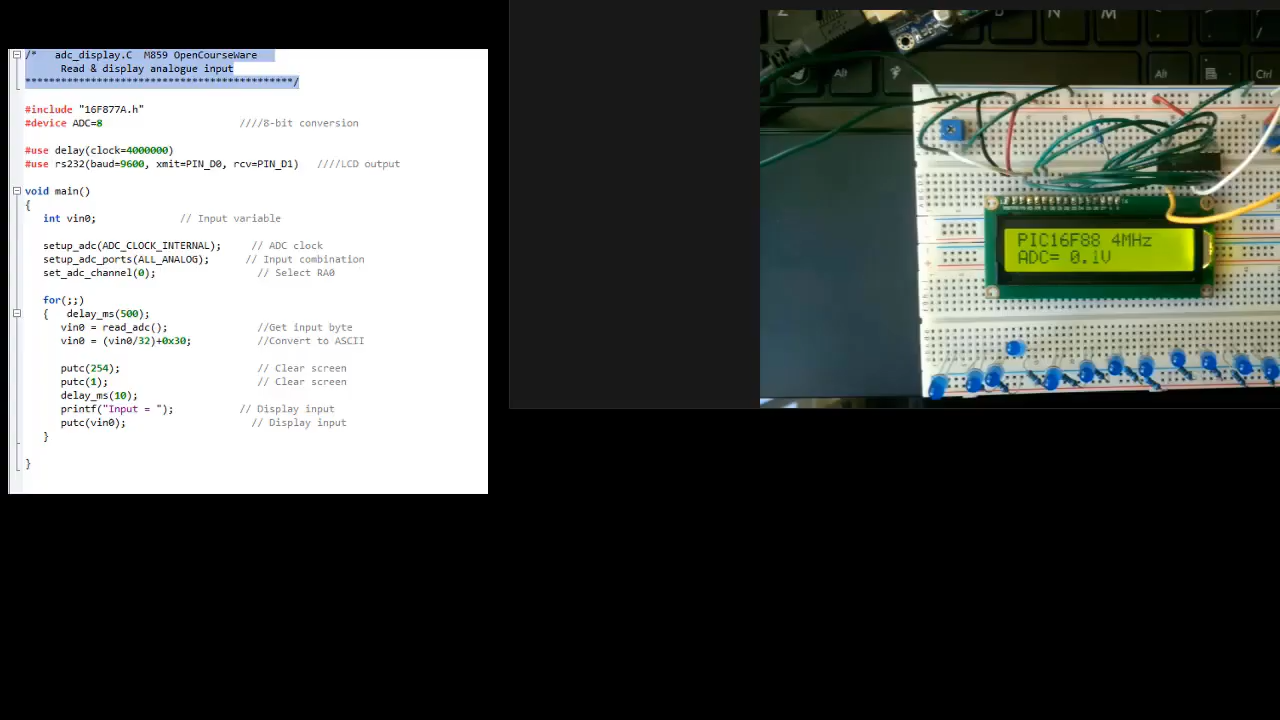 /*   adc_display.C  M859 OpenCourseWare
Read & display analogue input
*********************************************/
#include "16F877A.h"
#device ADC=8                       ////8-bit conversion
#use delay(clock=4000000)
#use rs232(baud=9600, xmit=PIN_D0, rcv=PIN_D1)   ////LCD output
void main()
{
int vin0;              // Input variable
setup_adc(ADC_CLOCK_INTERNAL);     // ADC clock
setup_adc_ports(ALL_ANALOG);      // Input combination
set_adc_channel(0);                 // Select RA0
for(;;)
{   delay_ms(500);
vin0 = read_adc();               //Get input byte
vin0 = (vin0/32)+0x30;           //Convert to ASCII
putc(254);                       // Clear screen
putc(1);                         // Clear screen
delay_ms(10);
printf("Input = ");           // Display input
putc(vin0);                     // Display input
}
}
Z
B
N
M
Alt
Alt
Ctrl
PIC16F88 4MHz
ADC= 0.1V